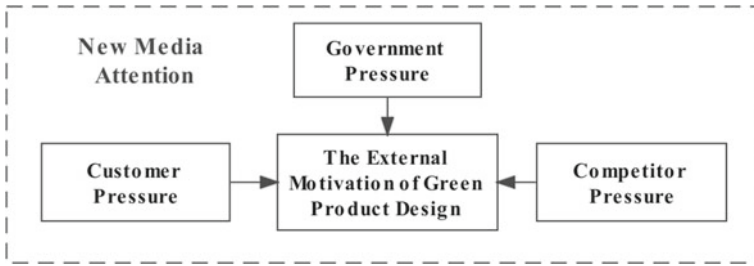 New Media
Attention
Government
Pressure
Customer
Pressure
The External
Motivation of Green
Product Design
Competitor
Pressure